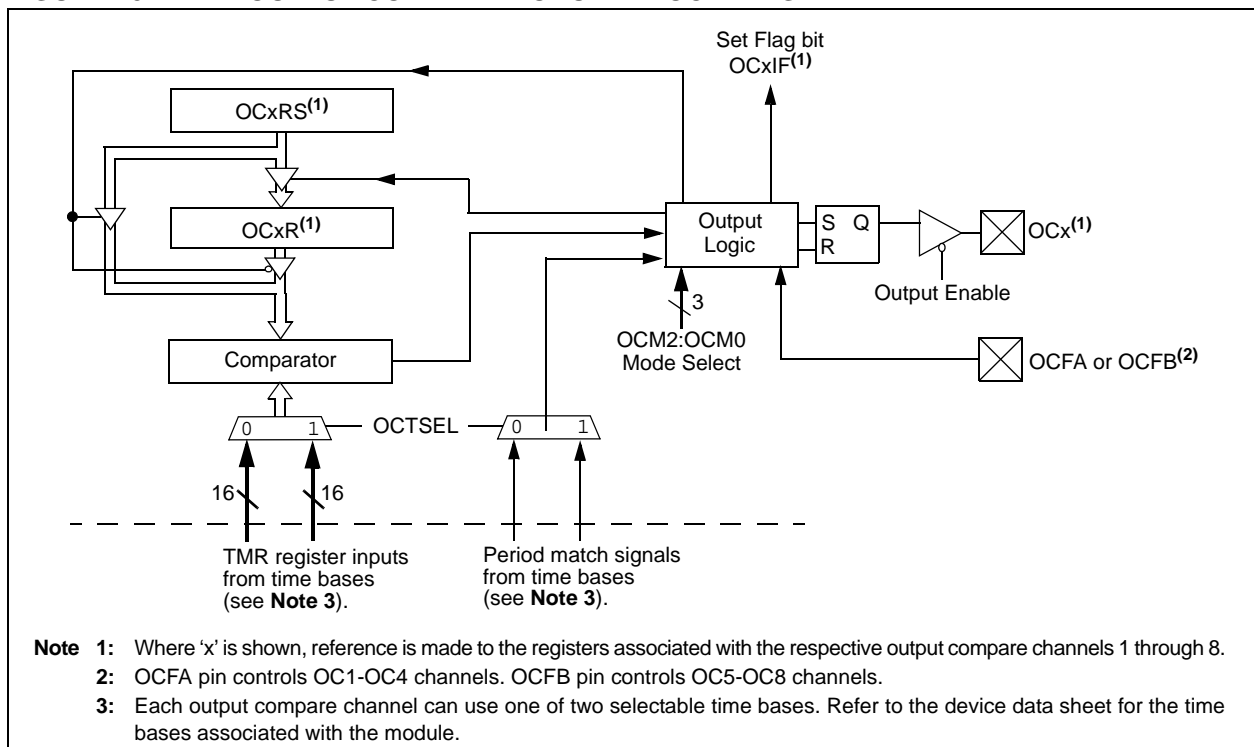 Set Flag bit
OCxIF(1)
OCxRS(1)
OCxR(1)
Output
Logic
S Q
R
OCx(1)
Output Enable
3
OCM2:OCM0
Mode Select
OCFA or OCFB(2)
Comparator
0 1
OCTSEL
0 1
16
16
TMR register inputs
from time bases
(see Note 3).
Period match signals
from time bases
(see Note 3).
Note 1: Where ‘x’ is shown, reference is made to the registers associated with the respective output compare channels 1 through 8.
2: OCFA pin controls OC1-OC4 channels. OCFB pin controls OC5-OC8 channels.
3: Each output compare channel can use one of two selectable time bases. Refer to the device data sheet for the time
bases associated with the module.